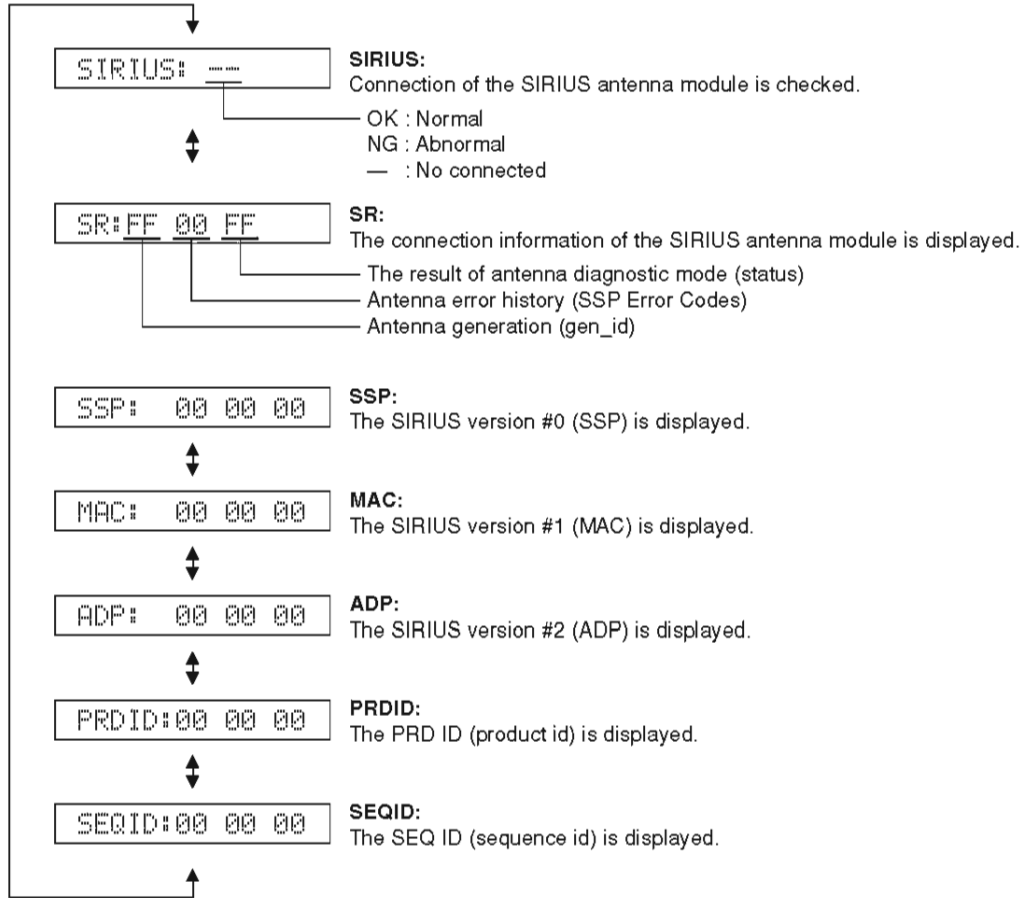 SIRIUS: --
SIRIUS:
Connection of the SIRIUS antenna module is checked.
OK : Normal
NG : Abnormal
— : No connected
SR:FF 00 FF
SR:
The connection information of the SIRIUS antenna module is displayed.
The result of antenna diagnostic mode (status)
Antenna error history (SSP Error Codes)
Antenna generation (gen_id)
SSP: 00 00 00
SSP:
The SIRIUS version #0 (SSP) is displayed.
MAC: 00 00 00
MAC:
The SIRIUS version #1 (MAC) is displayed.
ADP: 00 00 00
ADP:
The SIRIUS version #2 (ADP) is displayed.
PRDID:00 00 00
PRDID:
The PRD ID (product id) is displayed.
SEQID:00 00 00
SEQID:
The SEQ ID (sequence id) is displayed.